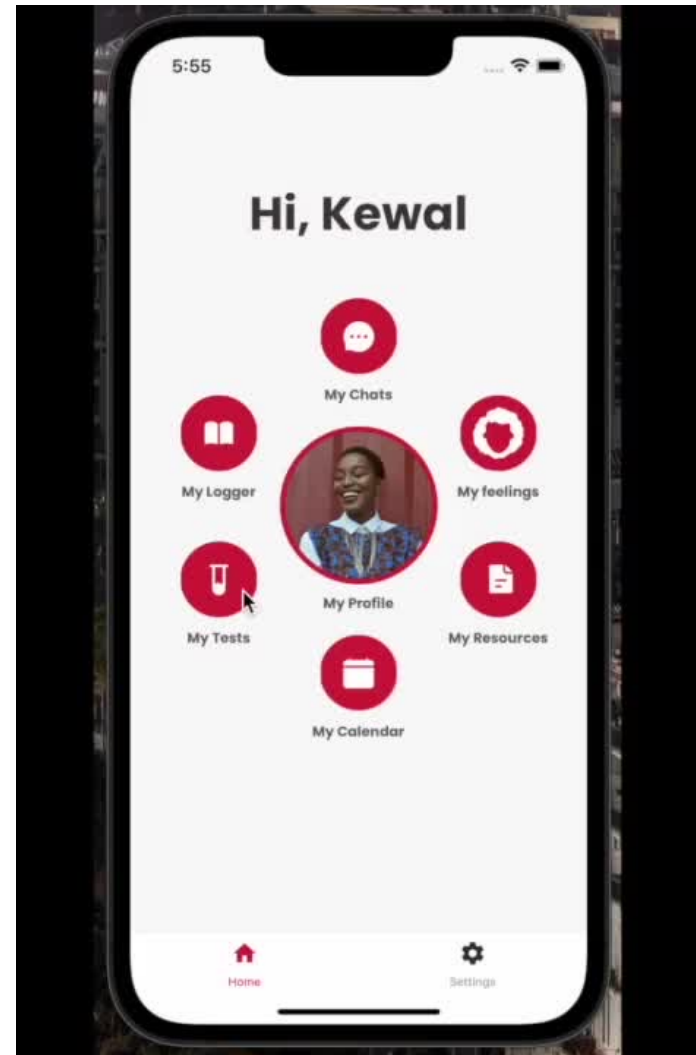 5:55
Hi, Kewal
My Chats
My Logger
My feelings
My Profile
My Tests
My Resources
My Calendar
Home
Settings